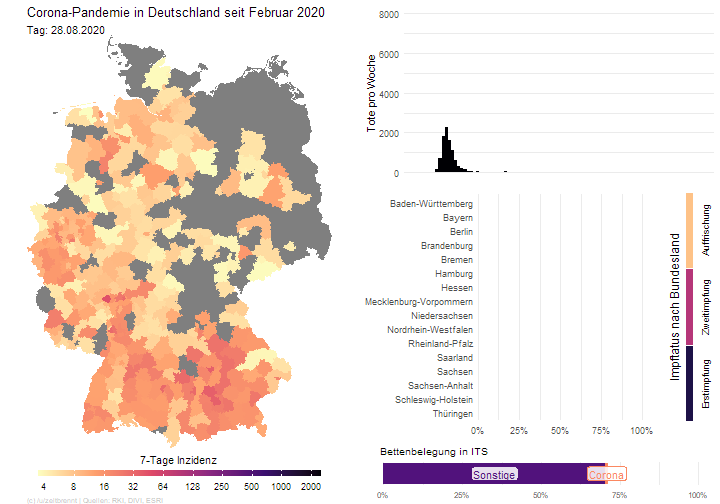 Corona-Pandemie in Deutschland seit Februar 2020
Tag: 28.08.2020
7-Tage Inzidenz
4 8 16 32 64 128 250 500 1000 2000
(c) i/uzeitbrennt | Quellen: RKI, DIVI, ESRI
Tote pro Woche
8000
6000
4000
2000
0
Baden-Württemberg
Bayern
Berlin
Brandenburg
Bremen
Hamburg
Hessen
Mecklenburg-Vorpommern
Niedersachsen
Nordrhein-Westfalen
Rheinland-Pfalz
Saarland
Sachsen
Sachsen-Anhalt
Schleswig-Holstein
Thüringen
0% 25% 50% 75% 100%
Impfstatus nach Bundesland
Auffrischung
Zweitimpfung
Erstimpfung
Bettenbelegung in ITS
Sonstige
Corona
0% 25% 50% 75% 100%